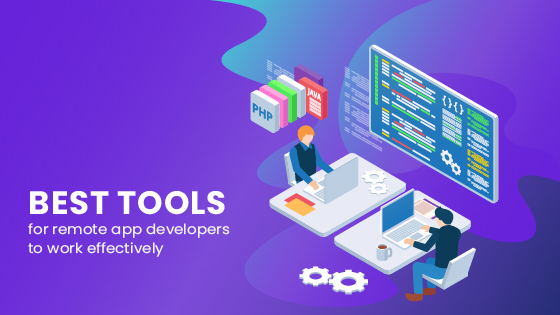 PHP
JAVA
{ } { }
BEST TOOLS
for remote app developers
to work effectively